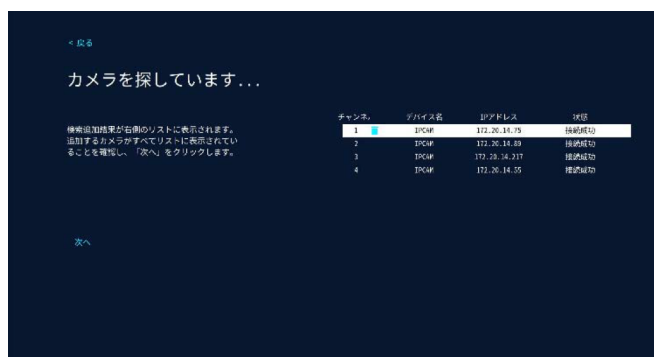 < 戻る
カメラを探しています...
検索追加結果が右側のリストに表示されます。
追加するカメラがすべてリストに表示されてい
ることを確認し、「次へ」をクリックします。
次へ
チャンネル デバイス名 IPアドレス 状態
1 IPCAM 172.20.14.75 接続成功
2 IPCAM 172.20.14.89 接続成功
3 IPCAM 172.20.14.217 接続成功
4 IPCAM 172.20.14.55 接続成功